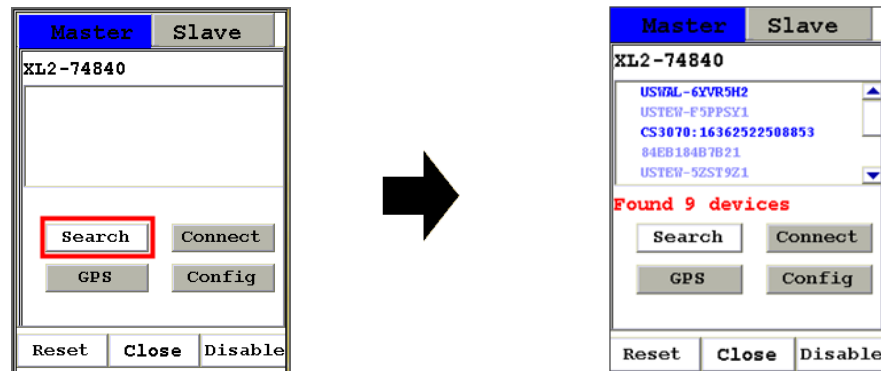 Master Slave
XL2-74840
Search Connect
GPS Config
Reset Close Disable
Master Slave
XL2-74840
USWAL-6YVR5H2
USTEW-F5PPSY1
CS3070:16362522508853
84EB184B7B21
USTEW-5ZST9Z1
Found 9 devices
Search Connect
GPS Config
Reset Close Disable